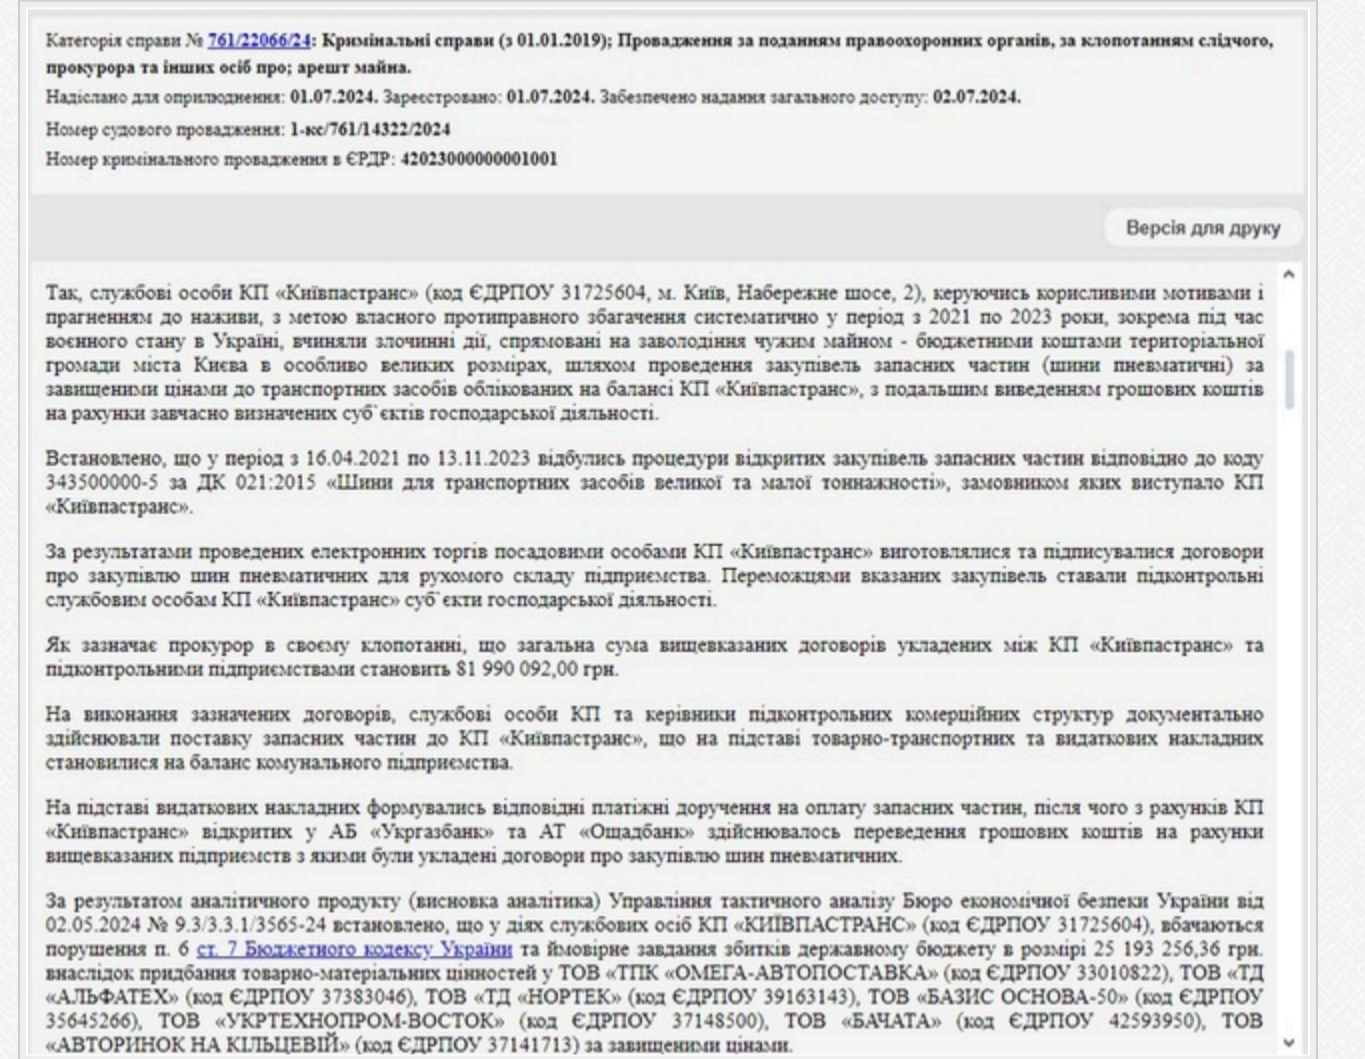 Категорія справи № 761/22066/24: Кримінальні справи (з 01.01.2019); Провадження за поданням правоохоронних органів, за клопотанням слідчого,
прокурора та інших осіб про; арешт майна.
Надіслано для оприлюднення: 01.07.2024. Зареєстровано: 01.07.2024. Забезпечено надання загального доступу: 02.07.2024.
Номер судового провадження: 1-кс/761/14322/2024
Номер кримінального провадження в ЄРДР: 42023000000001001
Версія для друку
Так, службові особи КП «Київпастранс» (код ЄДРПОУ 31725604, м. Київ, Набережне шосе, 2), керуючись корисливими мотивами і
прагненням до наживи, з метою власного протиправного збагачення систематично у період з 2021 по 2023 роки, зокрема під час
воєнного стану в Україні, вчиняли злочинні дії, спрямовані на заволодіння чужим майном - бюджетними коштами територіальної
громади міста Києва в особливо великих розмірах, шляхом проведення закупівель запасних частин (шини пневматичні) за
завищеними цінами до транспортних засобів облікованих на балансі КП «Київпастранс», з подальшим виведенням грошових коштів
на рахунки завчасно визначених суб`єктів господарської діяльності.
Встановлено, що у період з 16.04.2021 по 13.11.2023 відбулись процедури відкритих закупівель запасних частин відповідно до коду
343500000-5 за ДК 021:2015 «Шини для транспортних засобів великої та малої тоннажності», замовником яких виступало КП
«Київпастранс».
За результатами проведених електронних торгів посадовими особами КП «Київпастранс» виготовлялися та підписувалися договори
про закупівлю шин пневматичних для рухомого складу підприємства. Переможцями вказаних закупівель ставали підконтрольні
службовим особам КП «Київпастранс» суб`єкти господарської діяльності.
Як зазначає прокурор в своєму клопотанні, що загальна сума вищевказаних договорів укладених між КП «Київпастранс» та
підконтрольними підприємствами становить 81 990 092,00 грн.
На виконання зазначених договорів, службові особи КП та керівники підконтрольних комерційних структур документально
здійснювали поставку запасних частин до КП «Київпастранс», що на підставі товарно-транспортних та видаткових накладних
становилися на баланс комунального підприємства.
На підставі видаткових накладних формувались відповідні платіжні доручення на оплату запасних частин, після чого з рахунків КП
«Київпастранс» відкритих у АБ «Укргазбанк» та АТ «Ощадбанк» здійснювалось переведення грошових коштів на рахунки
вищевказаних підприємств з якими були укладені договори про закупівлю шин пневматичних.
За результатом аналітичного продукту (висновка аналітика) Управління тактичного аналізу Бюро економічної безпеки України від
02.05.2024 № 9.3/3.3.1/3565-24 встановлено, що у діях службових осіб КП «КИЇВПАСТРАНС» (код ЄДРПОУ 31725604), вбачаються
порушення п. 6 ст. 7 Бюджетного кодексу України та ймовірне завдання збитків державному бюджету в розмірі 25 193 256,36 грн.
внаслідок придбання товарно-матеріальних цінностей у ТОВ «ТПК «ОМЕГА-АВТОПОСТАВКА» (код ЄДРПОУ 33010822), ТОВ «ТД
«АЛЬФАТЕХ» (код ЄДРПОУ 37383046), ТОВ «ТД «НОРТЕК» (код ЄДРПОУ 39163143), ТОВ «БАЗИС ОСНОВА-50» (код ЄДРПОУ
35645266), ТОВ «УКРТЕХНОПРОМ-ВОСТОК» (код ЄДРПОУ 37148500), ТОВ «БАЧАТА» (код ЄДРПОУ 42593950), ТОВ
«АВТОРИНОК НА КІЛЬЦЕВІЙ» (код ЄДРПОУ 37141713) за завищеними цінами.